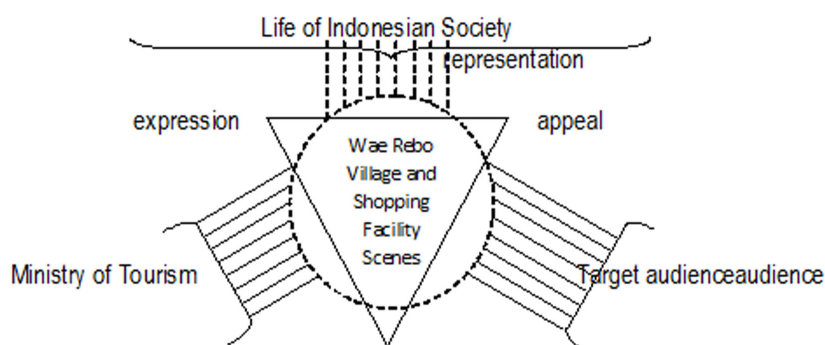 Life of Indonesian Society
representation
expression
appeal
Wae Rebo
Village and
Shopping
Facility
Scenes
Ministry of Tourism
Target audienceaudience